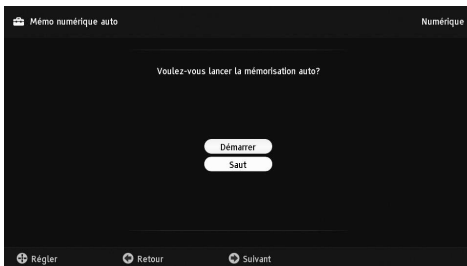 Mémo numérique auto
Numérique
Voulez-vous lancer la mémorisation auto?
Démarrer
Saut
Régler
Retour
Suivant